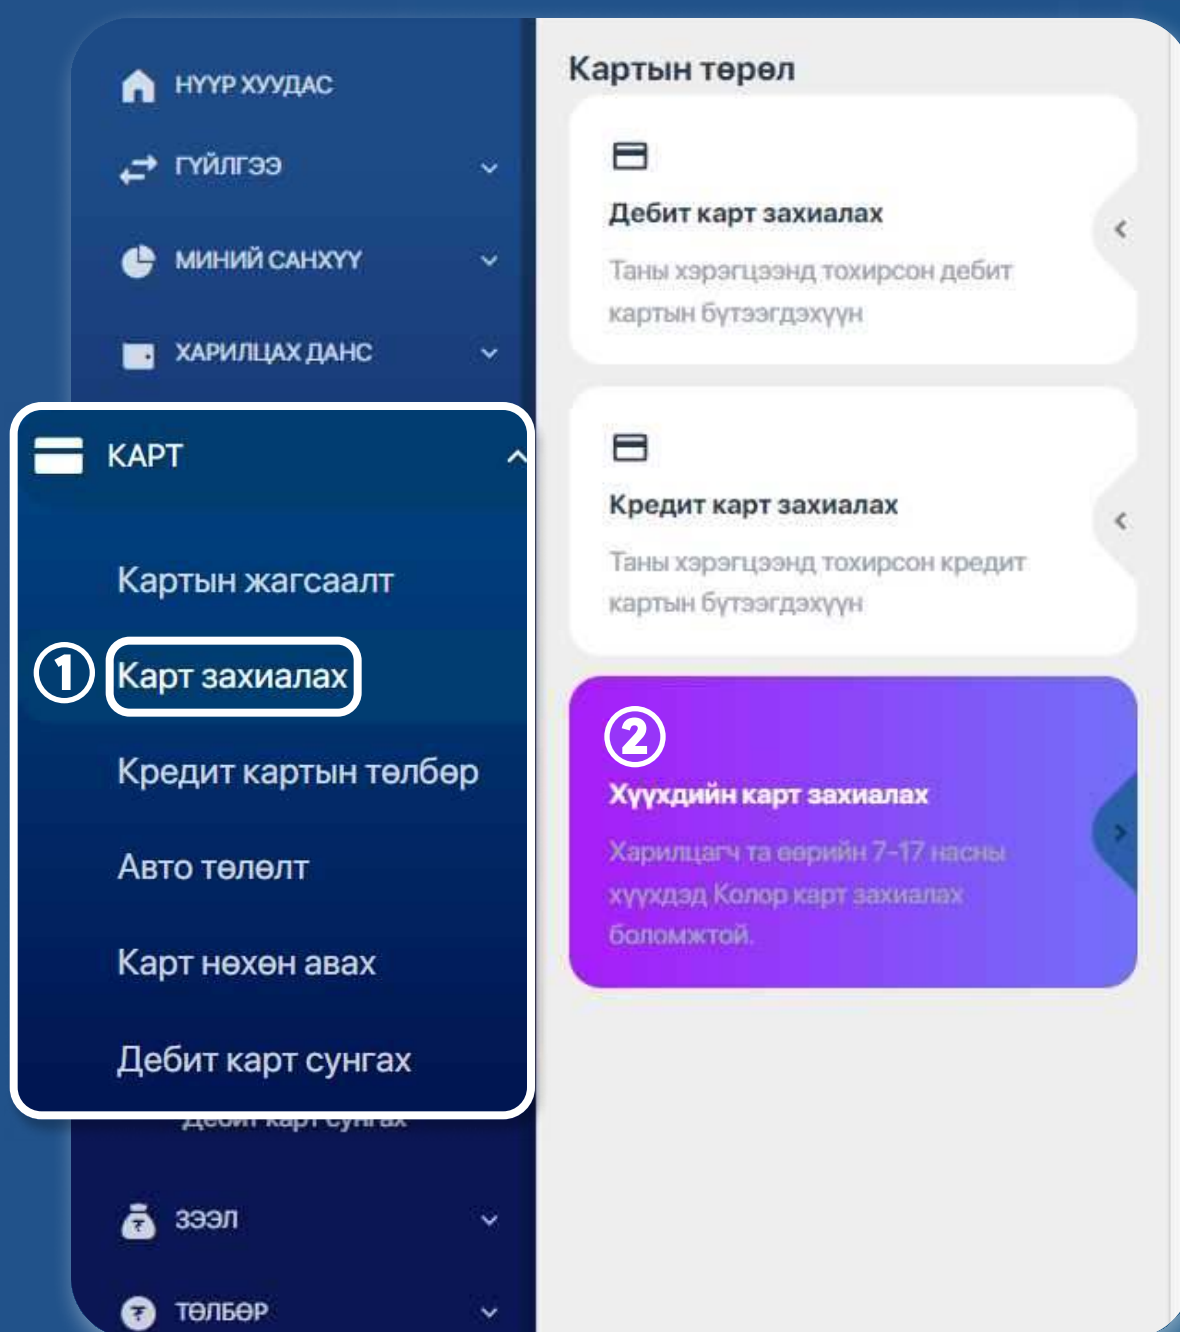 НҮҮР ХУУДАС
ГҮЙЛГЭЭ
МИНИЙ САНХҮҮ
ХАРИЛЦАХ ДАНС
КАРТ
Картын жагсаалт
1
Карт захиалах
Кредит картын төлбөр
Авто төлөлт
Карт нөхөн авах
Дебит карт сунгах
Дебит карт сунгах
ЗЭЭЛ
ТӨЛБӨР
Картын төрөл
Дебит карт захиалах
Таны хэрэгцээнд тохирсон дебит
картын бүтээгдэхүүн
Кредит карт захиалах
Таны хэрэгцээнд тохирсон кредит
картын бүтээгдэхүүн
2
Хүүхдийн карт захиалах
Харилцагч та өөрийн 7-17 насны
хүүхдэд Колор карт захиалах
боломжтой.